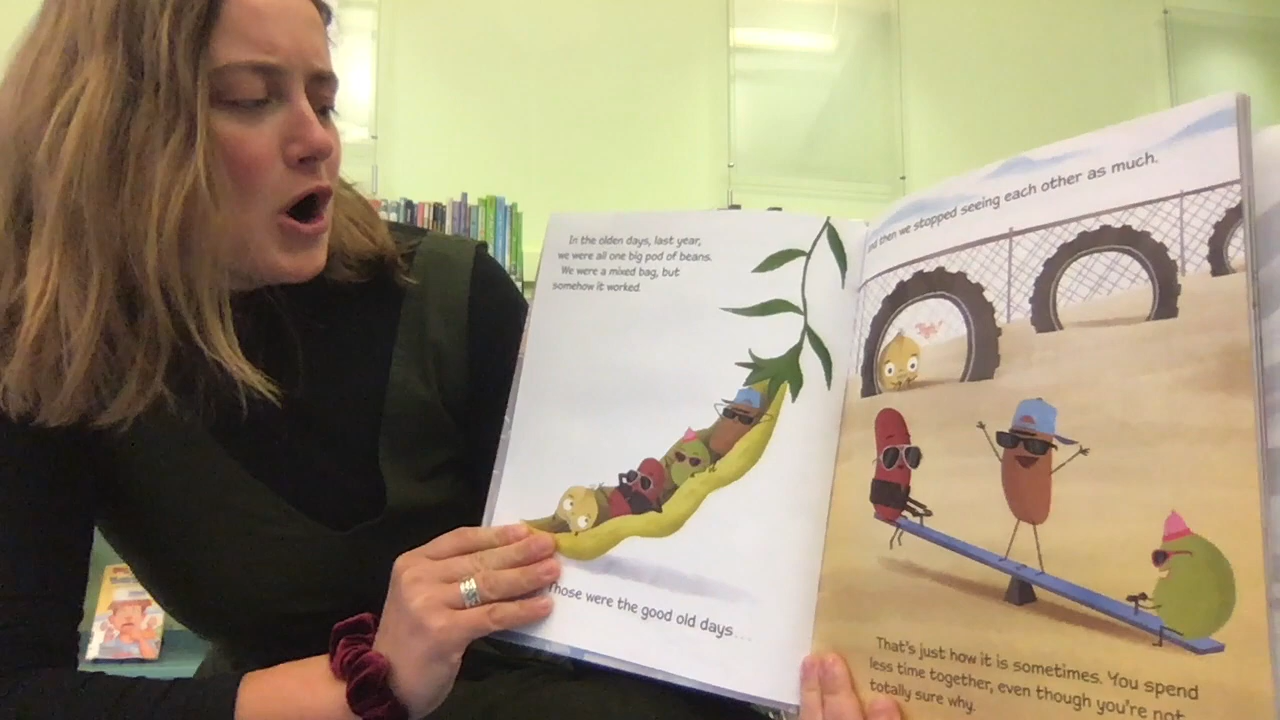 In the olden days, last year,
we were all one big pod of beans.
We were a mixed bag, but
somehow it worked.
Those were the good old days...
and then we stopped seeing each other as much.
That's just how it is sometimes. You spend
less time together, even though you're not
totally sure why.